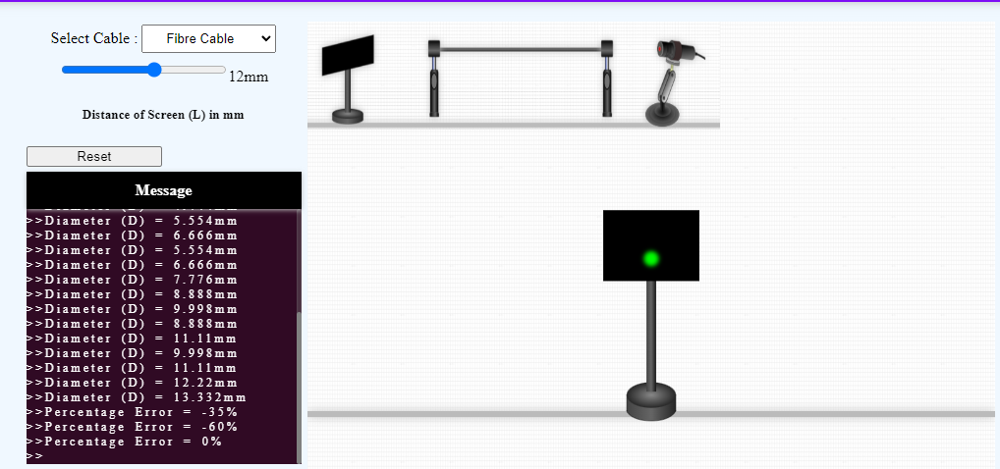 Select Cable : Fibre Cable
12mm
Distance of Screen (L) in mm
Reset
Message
>>Diameter (D) = 5.554mm
>>Diameter (D) = 6.666mm
>>Diameter (D) = 5.554mm
>>Diameter (D) = 6.666mm
>>Diameter (D) = 7.776mm
>>Diameter (D) = 8.888mm
>>Diameter (D) = 9.998mm
>>Diameter (D) = 8.888mm
>>Diameter (D) = 11.11mm
>>Diameter (D) = 9.998mm
>>Diameter (D) = 11.11mm
>>Diameter (D) = 12.22mm
>>Diameter (D) = 13.332mm
>>Percentage Error = -35%
>>Percentage Error = -60%
>>Percentage Error = 0%
>>